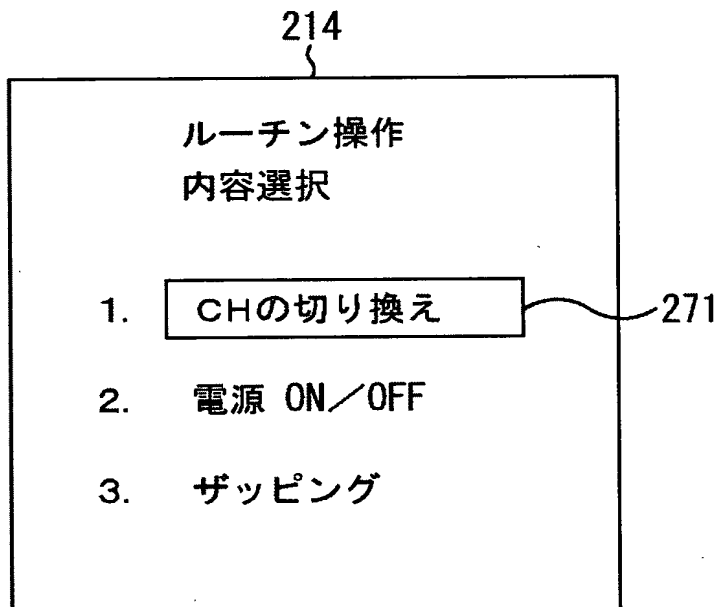 214
ルーチン操作
内容選択
1. CHの切り換え
271
2. 電源 ON／OFF
3. ザッピング